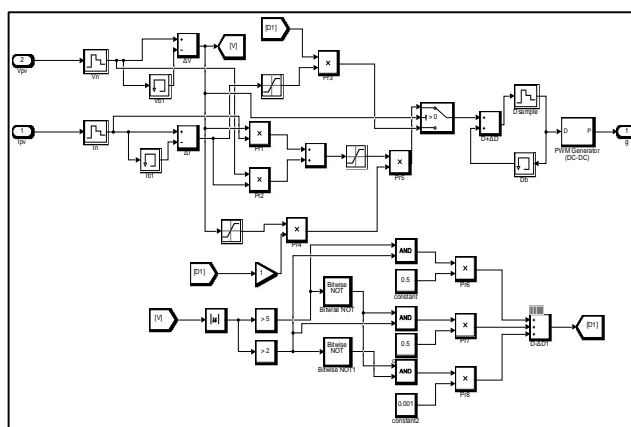 [D1]
[V]
2
Vpv
Vn
Vb1
ΔV
Pr3
> 0
Dsample
D+ΔD
D
P
PWM Generator
(DC-DC)
g
1
Ipv
In
Ib1
ΔI
Pr1
Pr2
Pr5
Db
Pr4
[D1]
1
AND
0.5
constant
Pr6
[V]
|u|
> 5
Bitwise
NOT
Bitwise NOT
AND
0.5
Pr7
D-ΔD1
[D1]
> 2
Bitwise
NOT
Bitwise NOT1
AND
0.001
constant2
Pr8